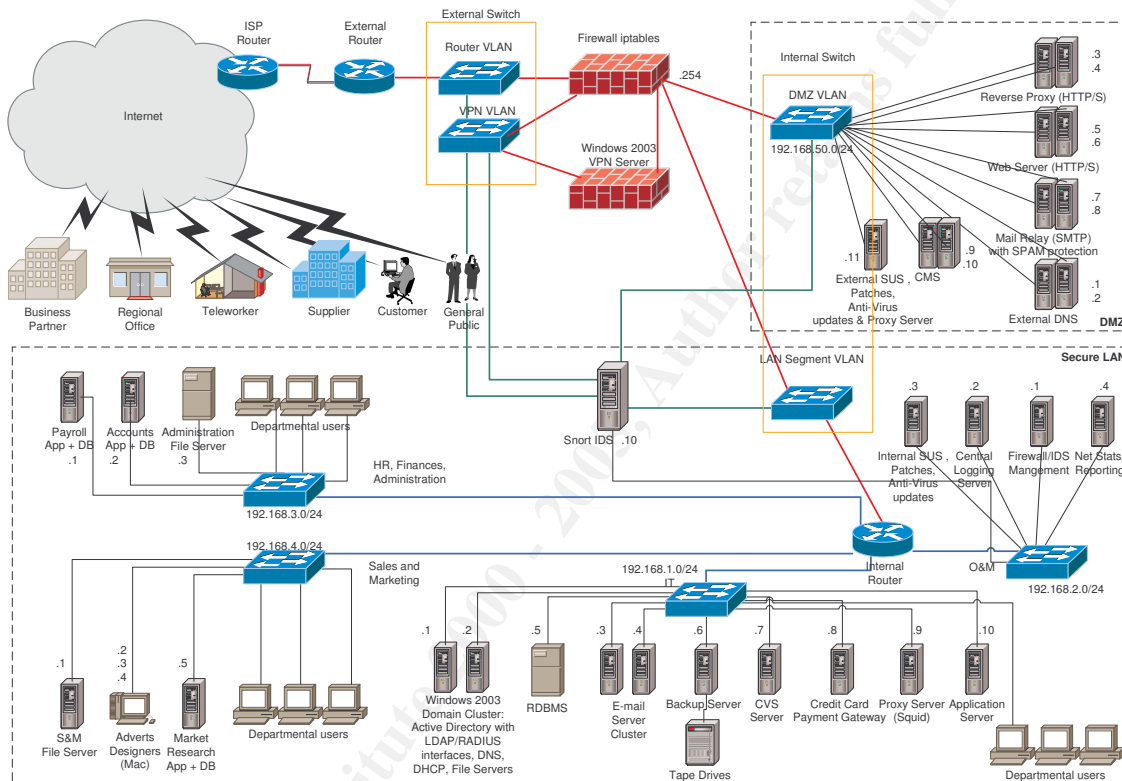 External Switch
ISP
Router
External
Router
Router VLAN
Firewall iptables
.254
Internal Switch
DMZ VLAN
192.168.50.0/24
.3
.4
Reverse Proxy (HTTP/S)
.5
.6
Web Server (HTTP/S)
.7
.8
Mail Relay (SMTP)
with SPAM protection
.9
.10
CMS
.11
External SUS ,
Patches,
Anti-Virus
updates & Proxy Server
.1
.2
External DNS
DMZ
Internet
VPN VLAN
Windows 2003
VPN Server
Business
Partner
Regional
Office
Teleworker
Supplier
Customer
General
Public
Secure LAN
LAN Segment VLAN
Snort IDS
.10
Payroll
App + DB
.1
Accounts
App + DB
.2
Administration
File Server
.3
Departmental users
HR, Finances,
Administration
192.168.3.0/24
.3
Internal SUS ,
Patches,
Anti-Virus
updates
.2
Central
Logging
Server
.1
Firewall/IDS
Mangement
.4
Net Stats/
Reporting
O&M
192.168.2.0/24
Internal
Router
192.168.4.0/24
Sales and
Marketing
192.168.1.0/24
IT
.1
S&M
File Server
.2
.3
.4
Adverts
Designers
(Mac)
.5
Market
Research
App + DB
Departmental users
.1
.2
Windows 2003
Domain Cluster:
Active Directory with
LDAP/RADIUS
interfaces, DNS,
DHCP, File Servers
.5
RDBMS
.3
.4
E-mail
Server
Cluster
.6
Backup Server
Tape Drives
.7
CVS
Server
.8
Credit Card
Payment Gateway
.9
Proxy Server
(Squid)
.10
Application
Server
Departmental users
titute 2000 - 2005, Author retains full